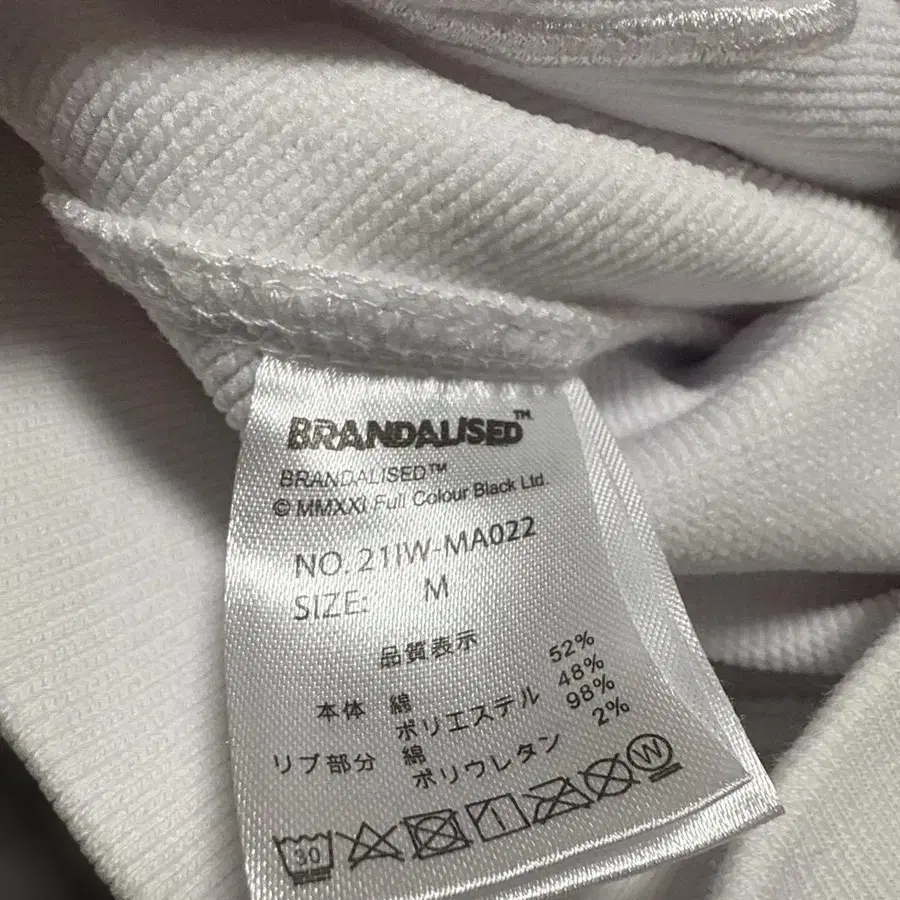 BRANDALISED™
BRANDALISED™
© MMXXI Full Colour Black Ltd.
NO. 21IW-MA022
SIZE: M
品質表示
本体 綿 52%
ポリエステル 48%
リブ部分 綿 98%
ポリウレタン 2%
30 W